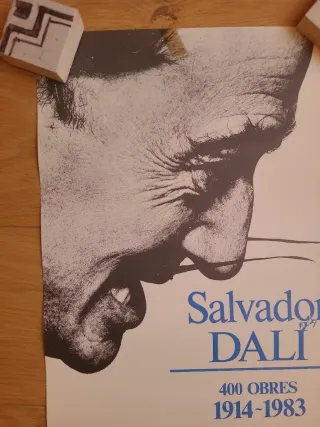 Salvador
DALÍ
400 OBRES
1914-1983